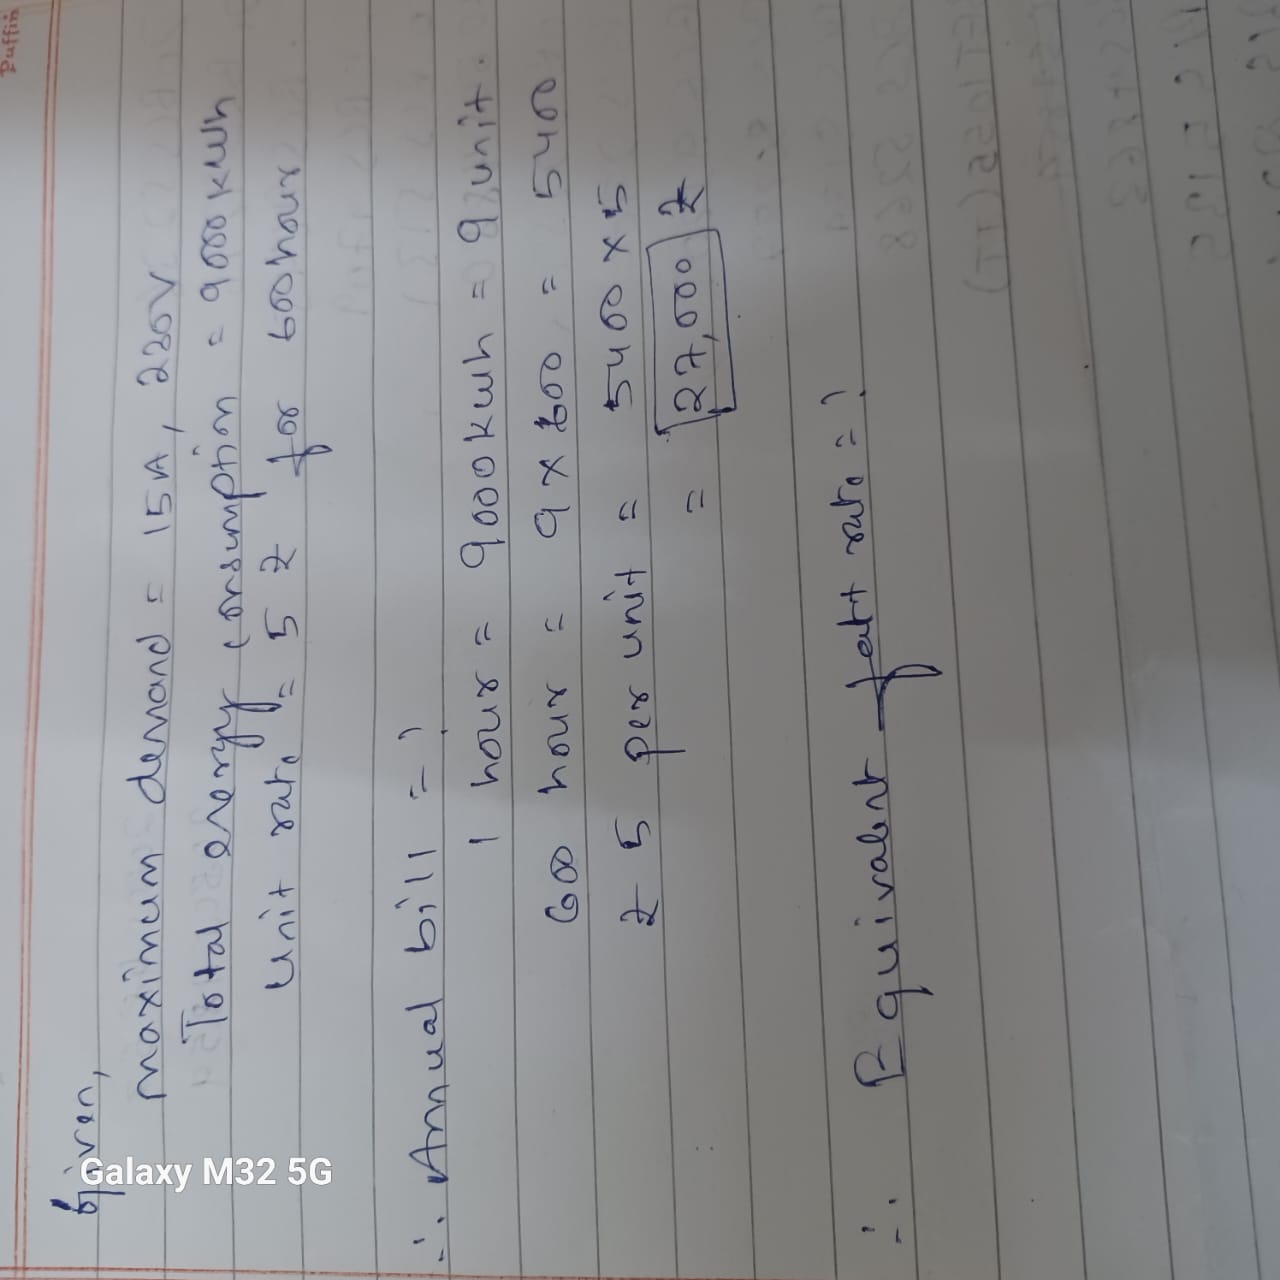 Puffin
Given,
maximum demand = 15A, 230V
Total energy consumption = 9000 kwh
unit rate = 5 ₹ for 600 hour
∴ Annual bill = ?
1 hour = 9000 kwh = 9 unit.
600 hour = 9 × 600 = 5400
₹ 5 per unit = 5400 × 5
= 27,000 ₹
∴ Equivalent flat rate = ?
Galaxy M32 5G